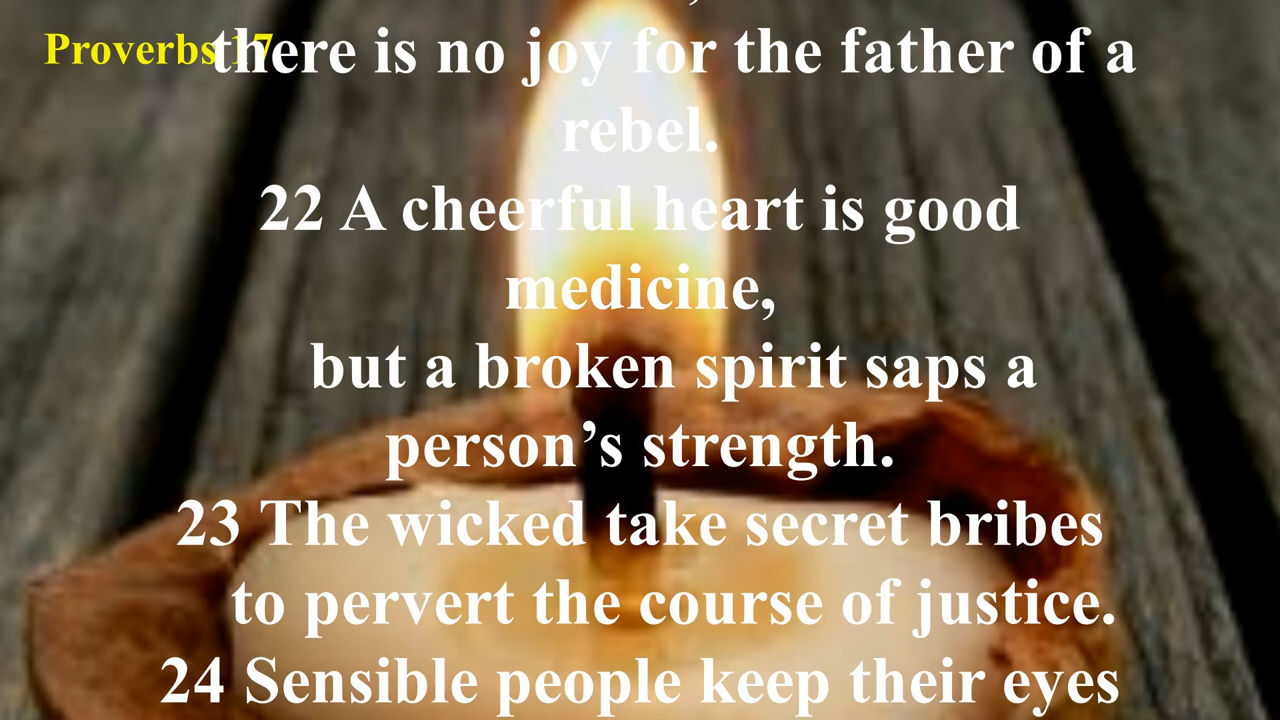 Proverbs 17
there is no joy for the father of a
rebel.
22 A cheerful heart is good
medicine,
but a broken spirit saps a
person’s strength.
23 The wicked take secret bribes
to pervert the course of justice.
24 Sensible people keep their eyes